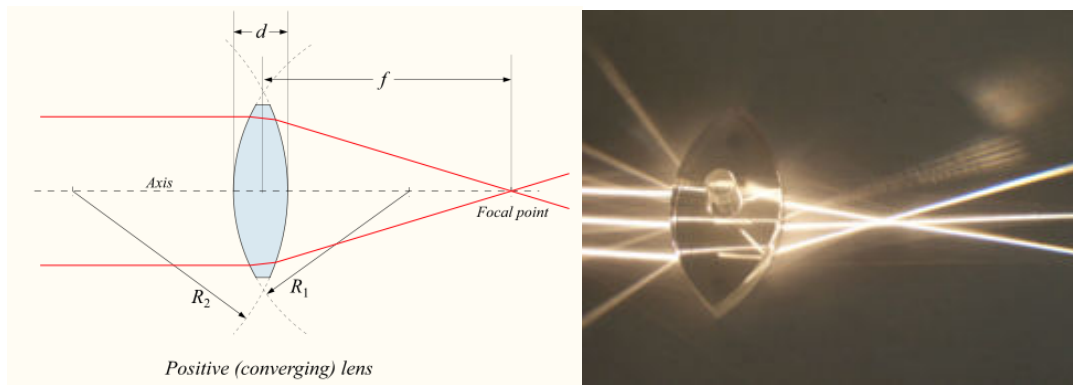 d
f
Axis
Focal point
R2
R1
Positive (converging) lens